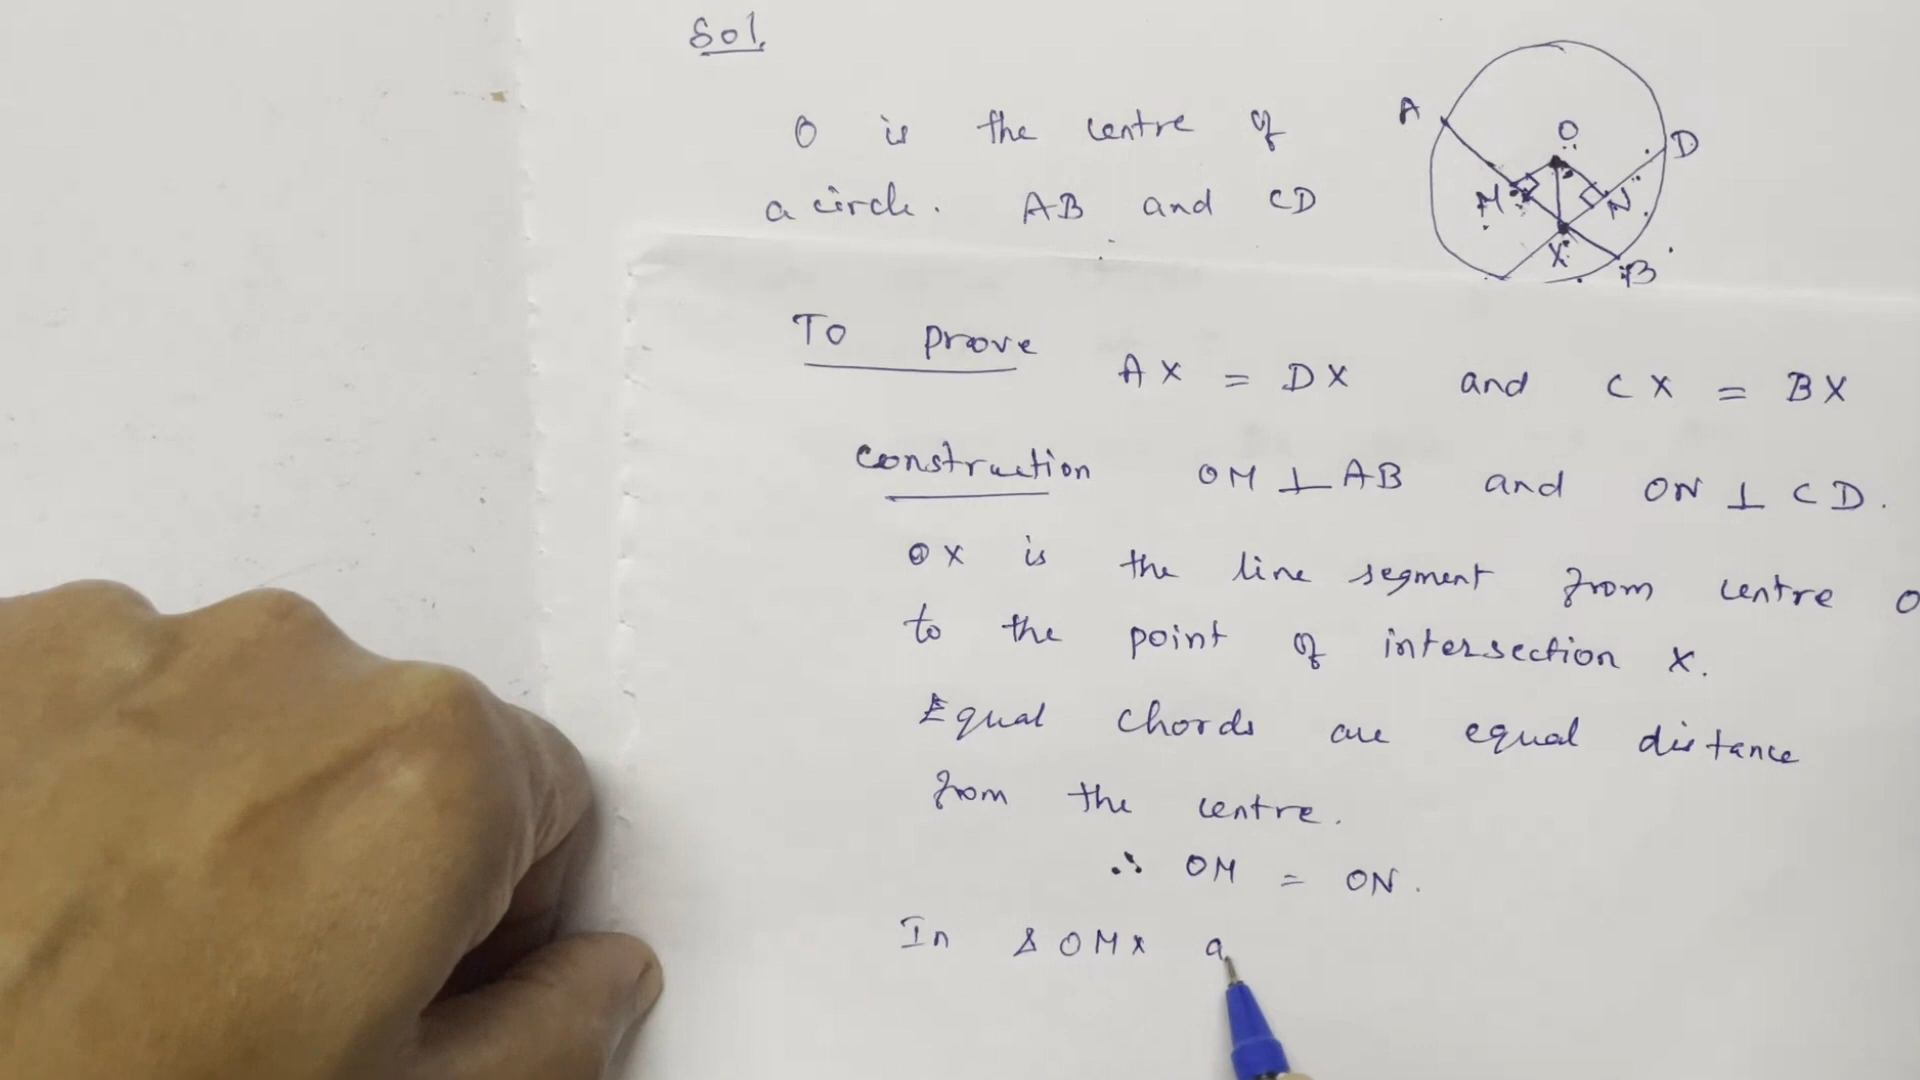 Sol.
O is the centre of
a circle. AB and CD
A
O
D
M
N
X
B
To prove AX = DX and CX = BX
Construction OM ⊥ AB and ON ⊥ CD.
OX is the line segment from centre O
to the point of intersection X.
Equal chords are equal distance
from the centre.
∴ OM = ON.
In Δ OMX a